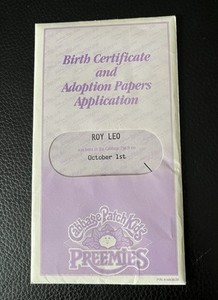 Birth Certificate
and
Adoption Papers
Application
ROY LEO
October 1st
Cabbage Patch Kids
PREEMIES